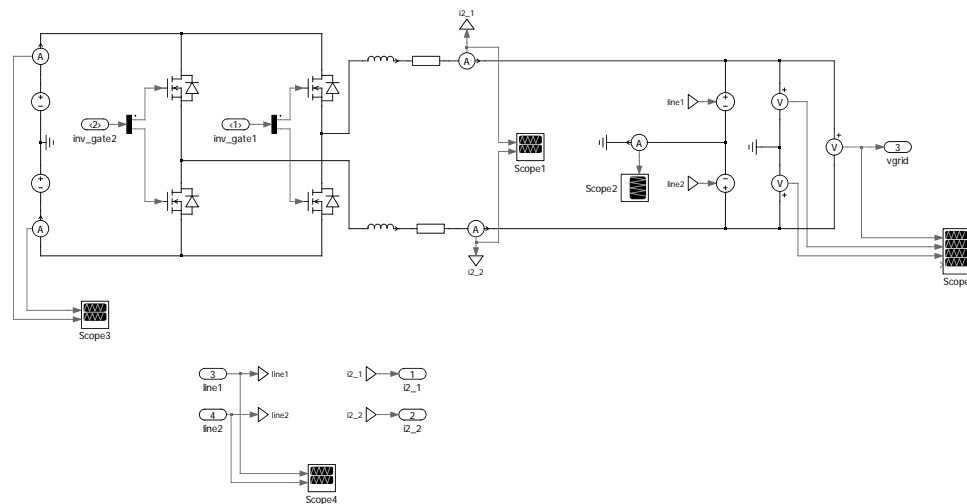 i2_1
A
A
<2>
inv_gate2
<1>
inv_gate1
line1
V
Scope1
A
V
3
vgrid
Scope2
line2
V
A
A
i2_2
Scope
Scope3
3
line1
line1
i2_1
1
i2_1
4
line2
line2
i2_2
2
i2_2
Scope4